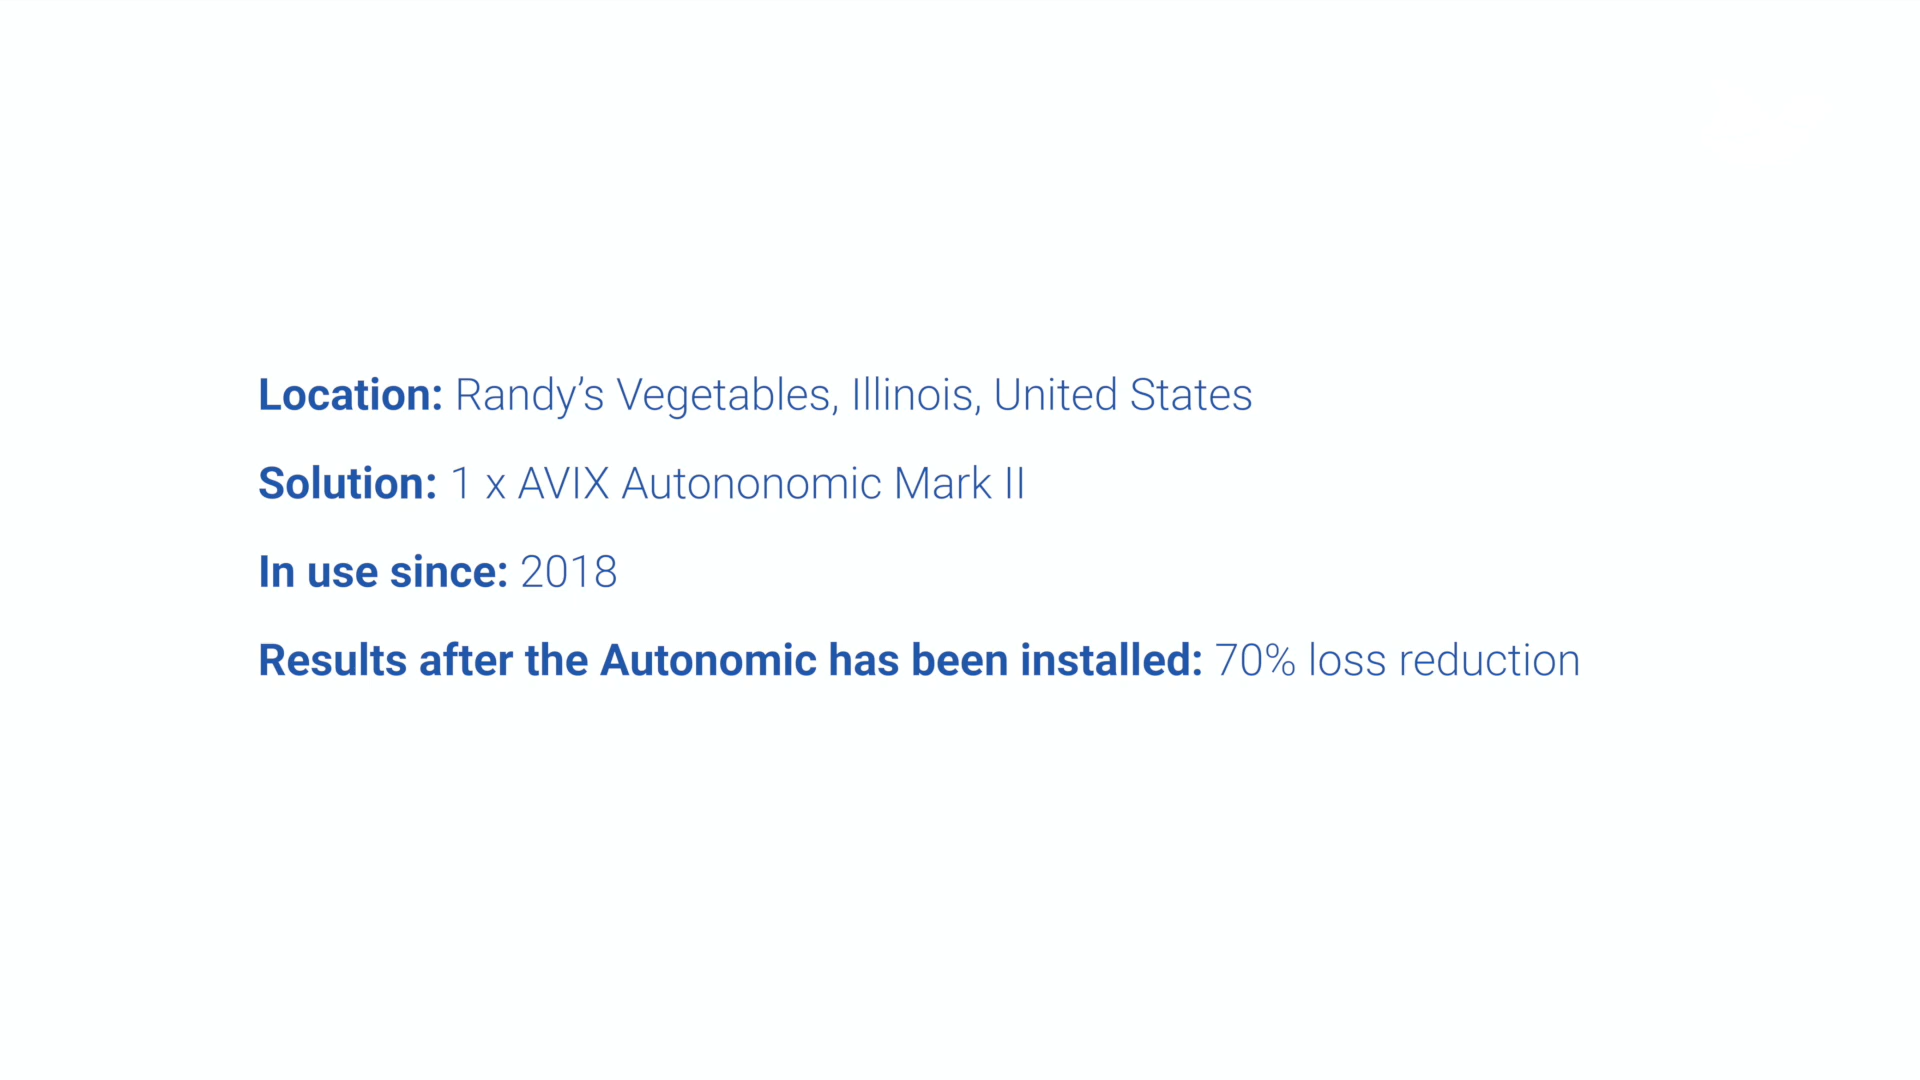 Location: Randy’s Vegetables, Illinois, United States
Solution: 1 x AVIX Autononomic Mark II
In use since: 2018
Results after the Autonomic has been installed: 70% loss reduction